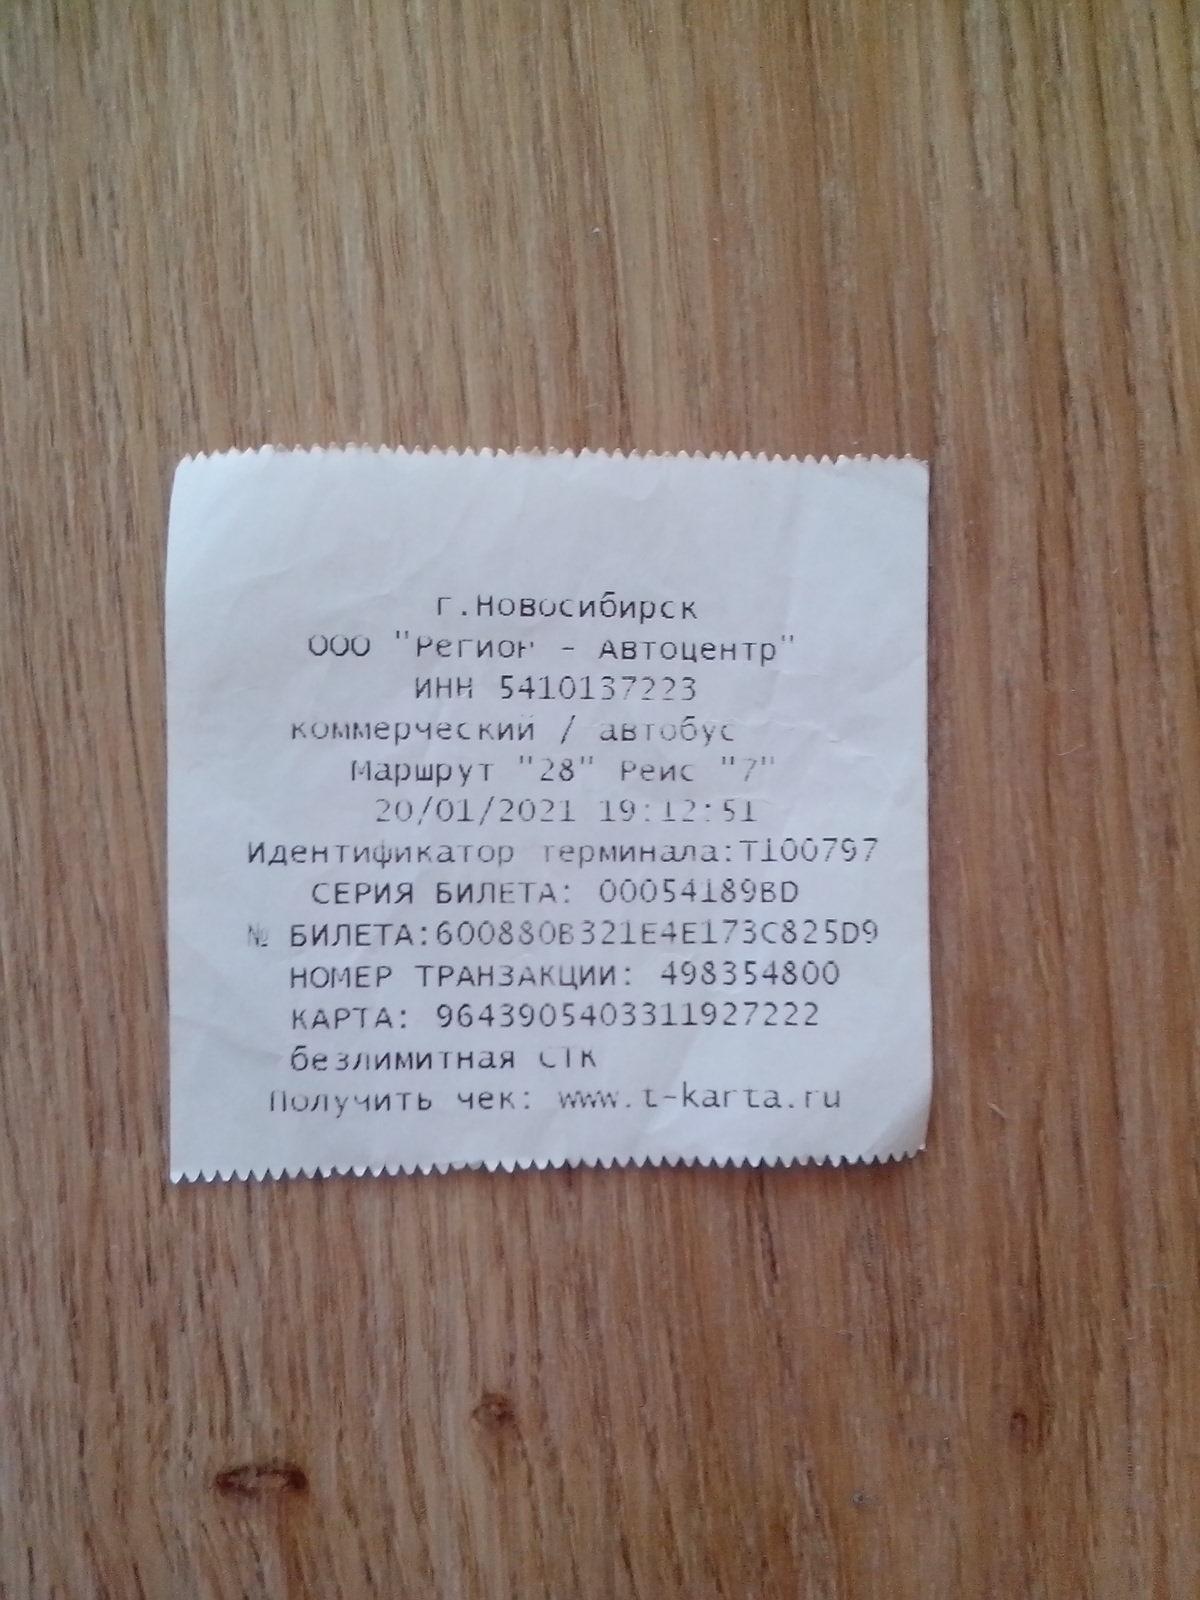 г.Новосибирск
ООО "Регион - Автоцентр"
ИНН 5410137223
коммерческий / автобус
Маршрут "28" Рейс "7"
20/01/2021 19:12:51
Идентификатор терминала:Т100797
СЕРИЯ БИЛЕТА: 00054189BD
№ БИЛЕТА:600880B321E4E173C825D9
НОМЕР ТРАНЗАКЦИИ: 498354800
КАРТА: 9643905403311927222
безлимитная СТК
Получить чек: www.t-karta.ru